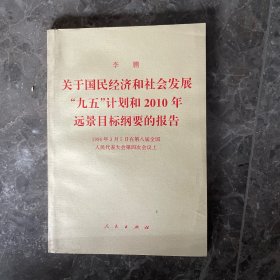 李鹏
关于国民经济和社会发展
“九五”计划和2010年
远景目标纲要的报告
1996年3月5日在第八届全国
人民代表大会第四次会议上
人民出版社